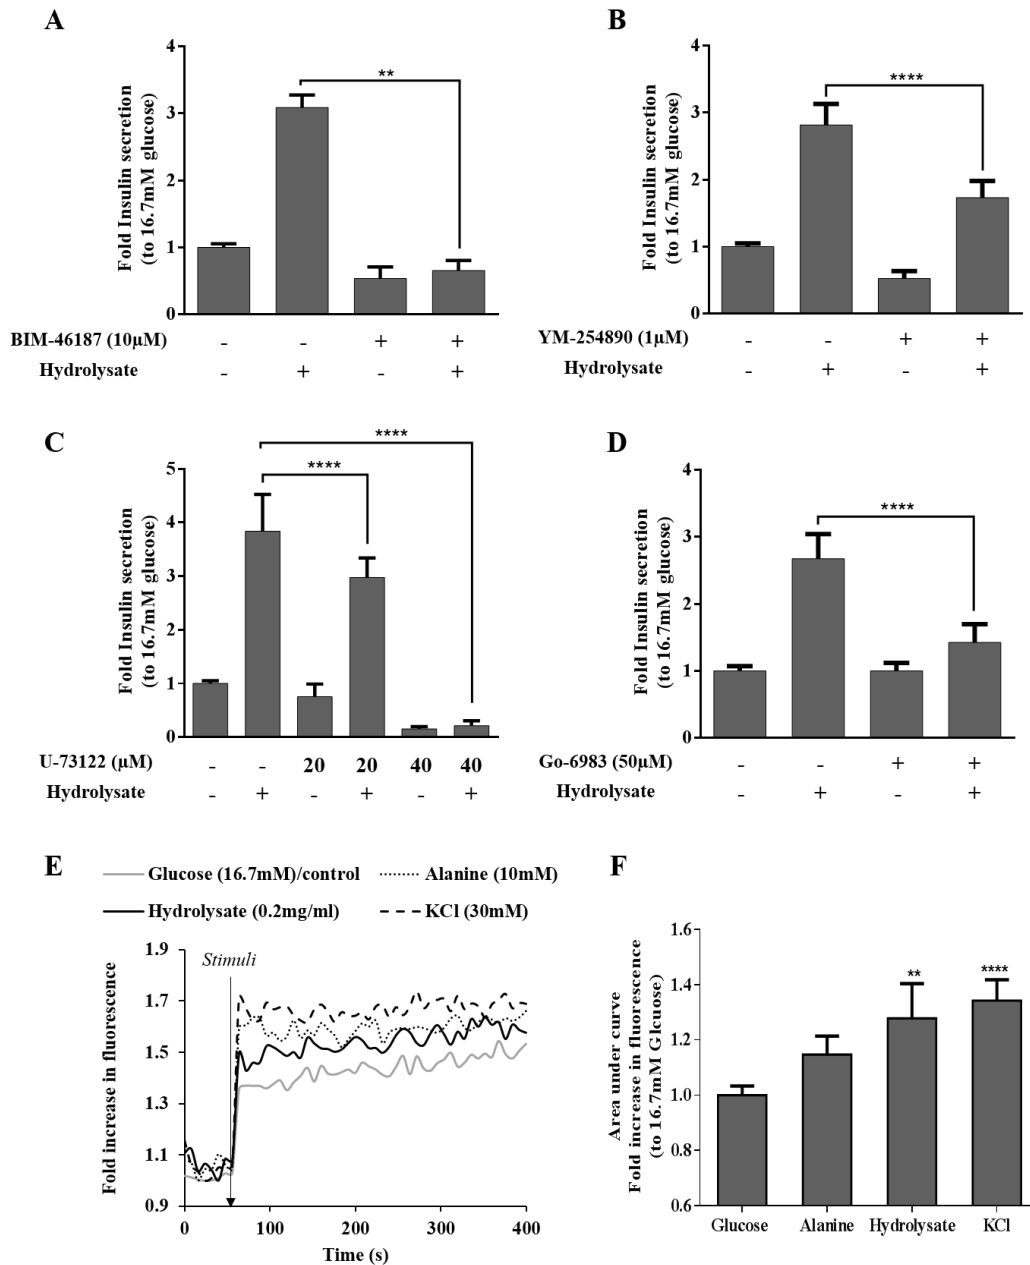 A
Fold Insulin secretion
(to 16.7mM glucose)
4
3
2
1
0
**
BIM-46187 (10μM) - - + +
Hydrolysate - + - +
B
Fold Insulin secretion
(to 16.7mM glucose)
4
3
2
1
0
****
YM-254890 (1μM) - - + +
Hydrolysate - + - +
C
Fold Insulin secretion
(to 16.7mM glucose)
5
4
3
2
1
0
****
****
U-73122 (μM) - - 20 20 40 40
Hydrolysate - + - + - +
D
Fold Insulin secretion
(to 16.7mM glucose)
4
3
2
1
0
****
Go-6983 (50μM) - - + +
Hydrolysate - + - +
E
Glucose (16.7mM)/control
Alanine (10mM)
Hydrolysate (0.2mg/ml)
KCl (30mM)
Fold increase in fluorescence
1.9
1.7
1.5
1.3
1.1
0.9
Stimuli
0 100 200 300 400
Time (s)
F
Area under curve
Fold increase in fluorescence
(to 16.7mM Glcuose)
1.6
1.4
1.2
1.0
0.8
0.6
**
****
Glucose Alanine Hydrolysate KCl